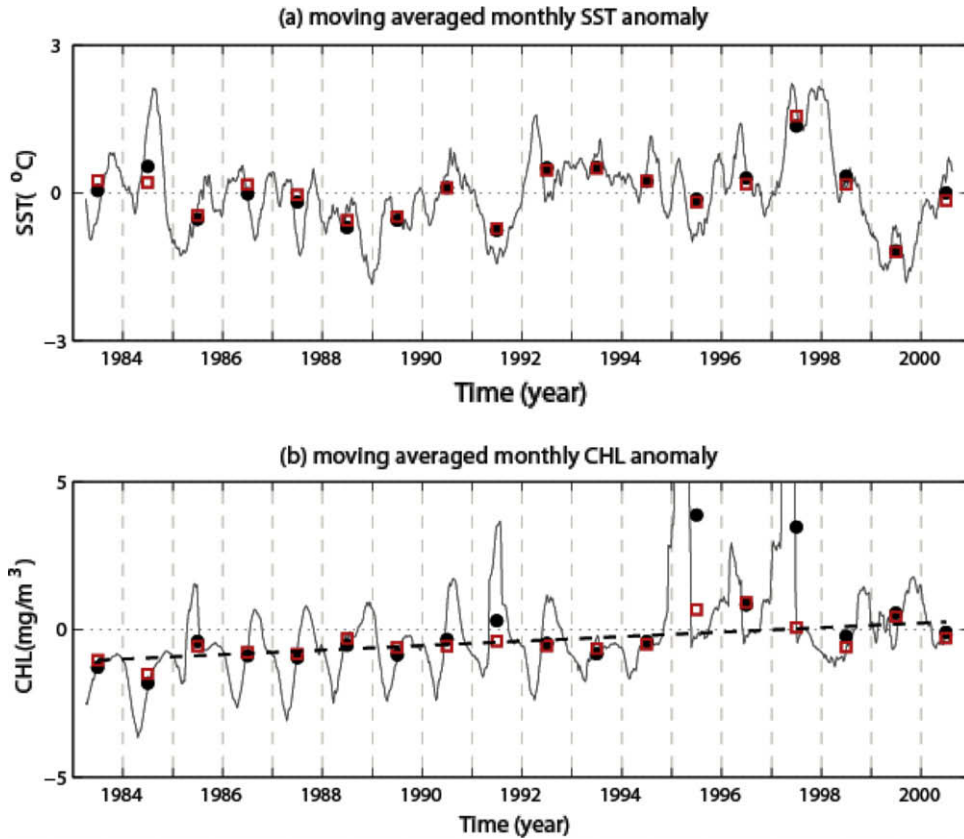 (a) moving averaged monthly SST anomaly
3
0
−3
SST( °C)
1984 1986 1988 1990 1992 1994 1996 1998 2000
Time (year)
(b) moving averaged monthly CHL anomaly
5
0
−5
CHL(mg/m³)
1984 1986 1988 1990 1992 1994 1996 1998 2000
Time (year)